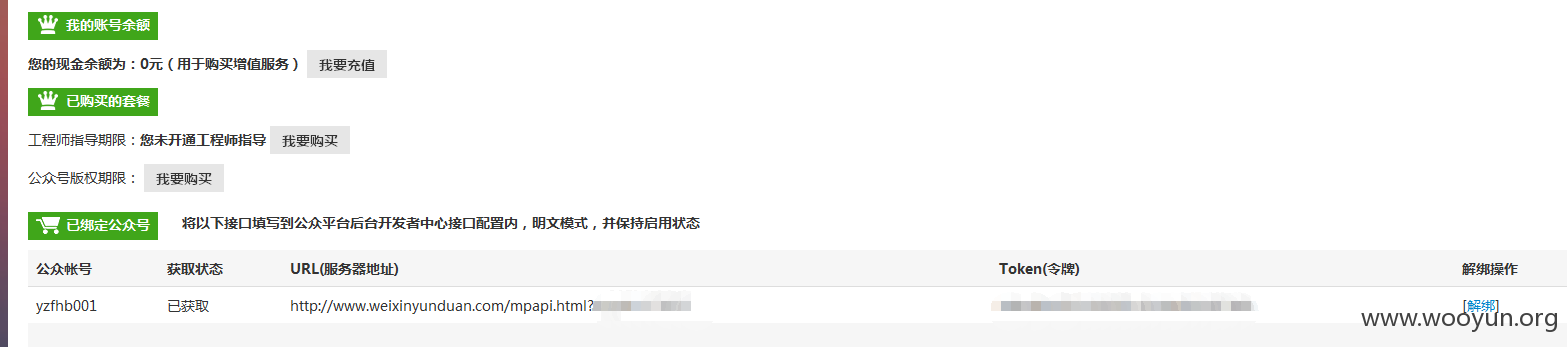 我的账号余额
您的现金余额为：0元（用于购买增值服务） 我要充值
已购买的套餐
工程师指导期限：您未开通工程师指导 我要购买
公众号版权期限： 我要购买
已绑定公众号 将以下接口填写到公众平台后台开发者中心接口配置内，明文模式，并保持启用状态
公众帐号 获取状态 URL(服务器地址) Token(令牌) 解绑操作
yzfhb001 已获取 http://www.weixinyunduan.com/mpapi.html? [解绑]
www.wooyun.org